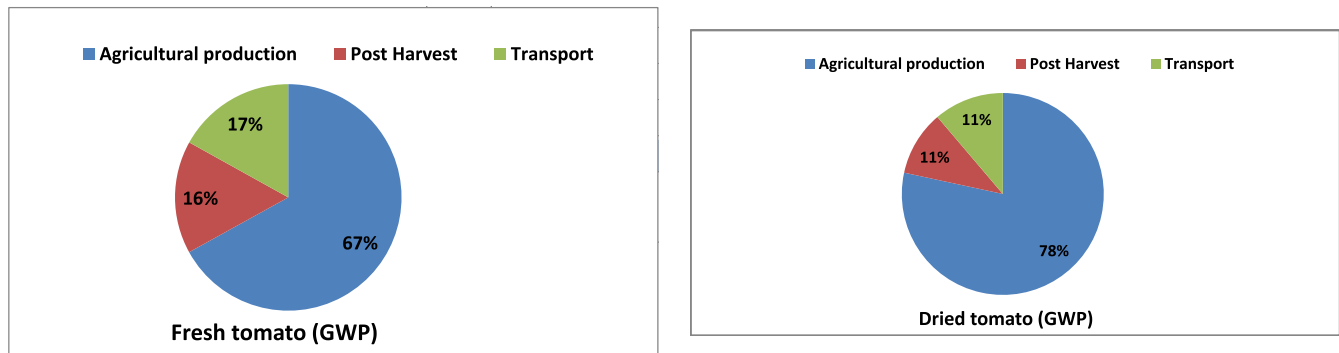 Agricultural production Post Harvest Transport
17%
16%
67%
Fresh tomato (GWP)
Agricultural production Post Harvest Transport
11%
11%
78%
Dried tomato (GWP)